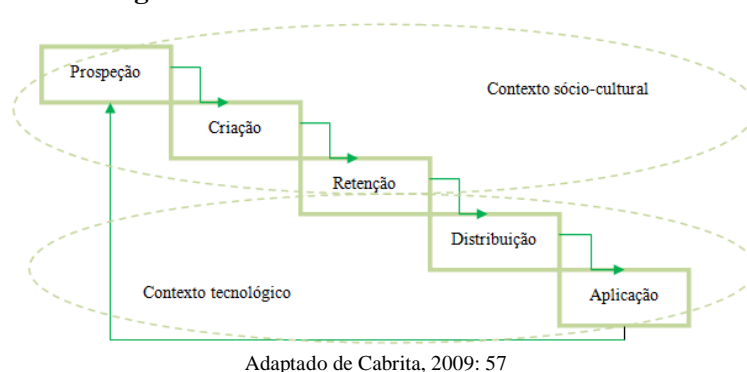 Prospeção
Contexto sócio-cultural
Criação
Retenção
Distribuição
Contexto tecnológico
Aplicação
Adaptado de Cabrita, 2009: 57